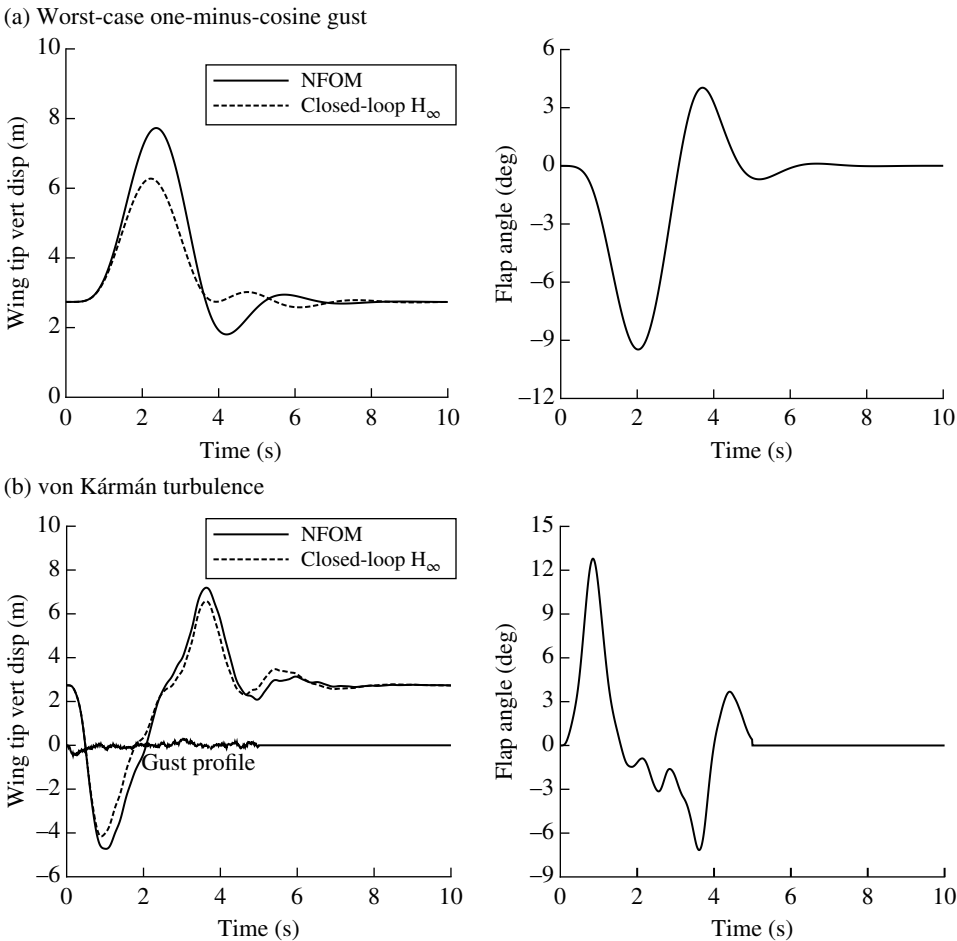 (a) Worst-case one-minus-cosine gust
10
8
6
4
2
0
Wing tip vert disp (m)
NFOM
Closed-loop H∞
0 2 4 6 8 10
Time (s)
6
3
0
−3
−6
−9
−12
Flap angle (deg)
0 2 4 6 8 10
Time (s)
(b) von Kármán turbulence
10
8
6
4
2
0
−2
−4
−6
Wing tip vert disp (m)
NFOM
Closed-loop H∞
Gust profile
0 2 4 6 8 10
Time (s)
15
12
9
6
3
0
−3
−6
−9
Flap angle (deg)
0 2 4 6 8 10
Time (s)